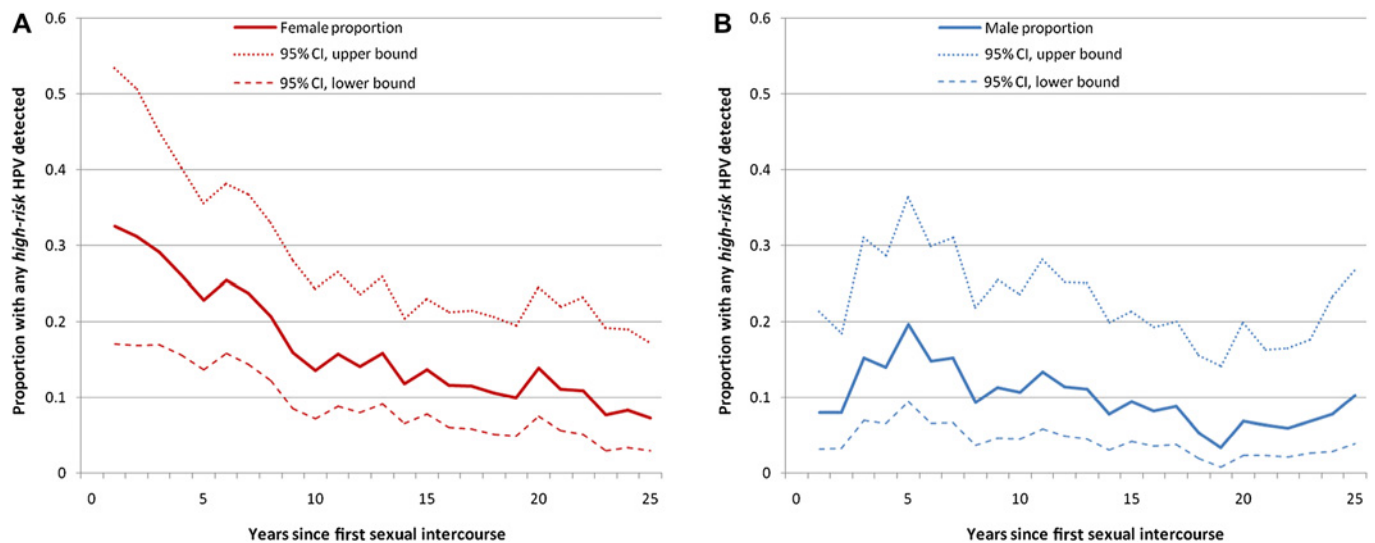 A
Female proportion
95% CI, upper bound
95% CI, lower bound
Proportion with any high-risk HPV detected
0.6
0.5
0.4
0.3
0.2
0.1
0
0 5 10 15 20 25
Years since first sexual intercourse
B
Male proportion
95% CI, upper bound
95% CI, lower bound
Proportion with any high-risk HPV detected
0.6
0.5
0.4
0.3
0.2
0.1
0
0 5 10 15 20 25
Years since first sexual intercourse